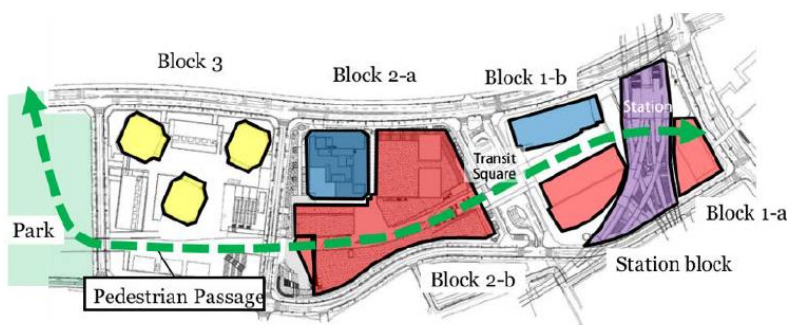 Block 3
Block 2-a
Block 1-b
Station
Transit
Square
Park
Block 1-a
Pedestrian Passage
Block 2-b
Station block